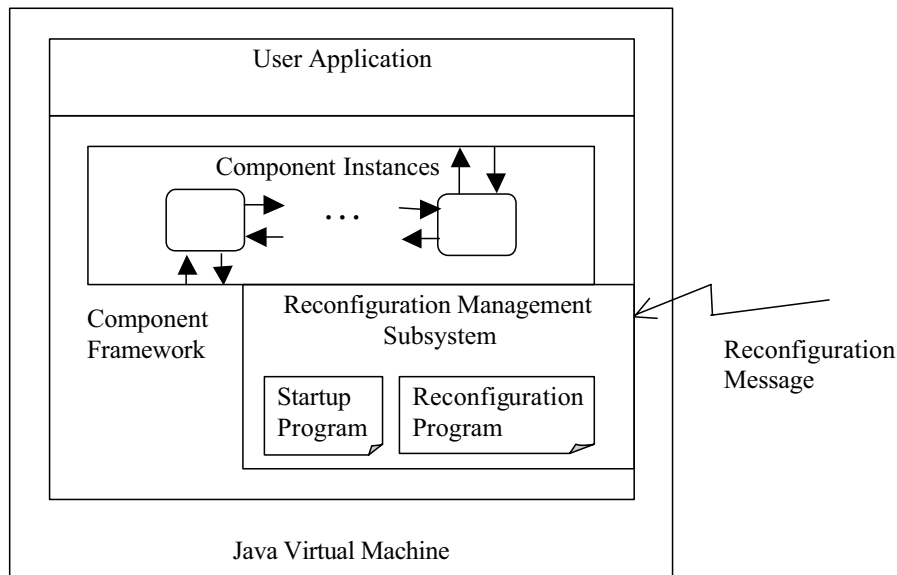 User Application
Component Instances
...
Component
Framework
Reconfiguration Management
Subsystem
Startup
Program
Reconfiguration
Program
Reconfiguration
Message
Java Virtual Machine